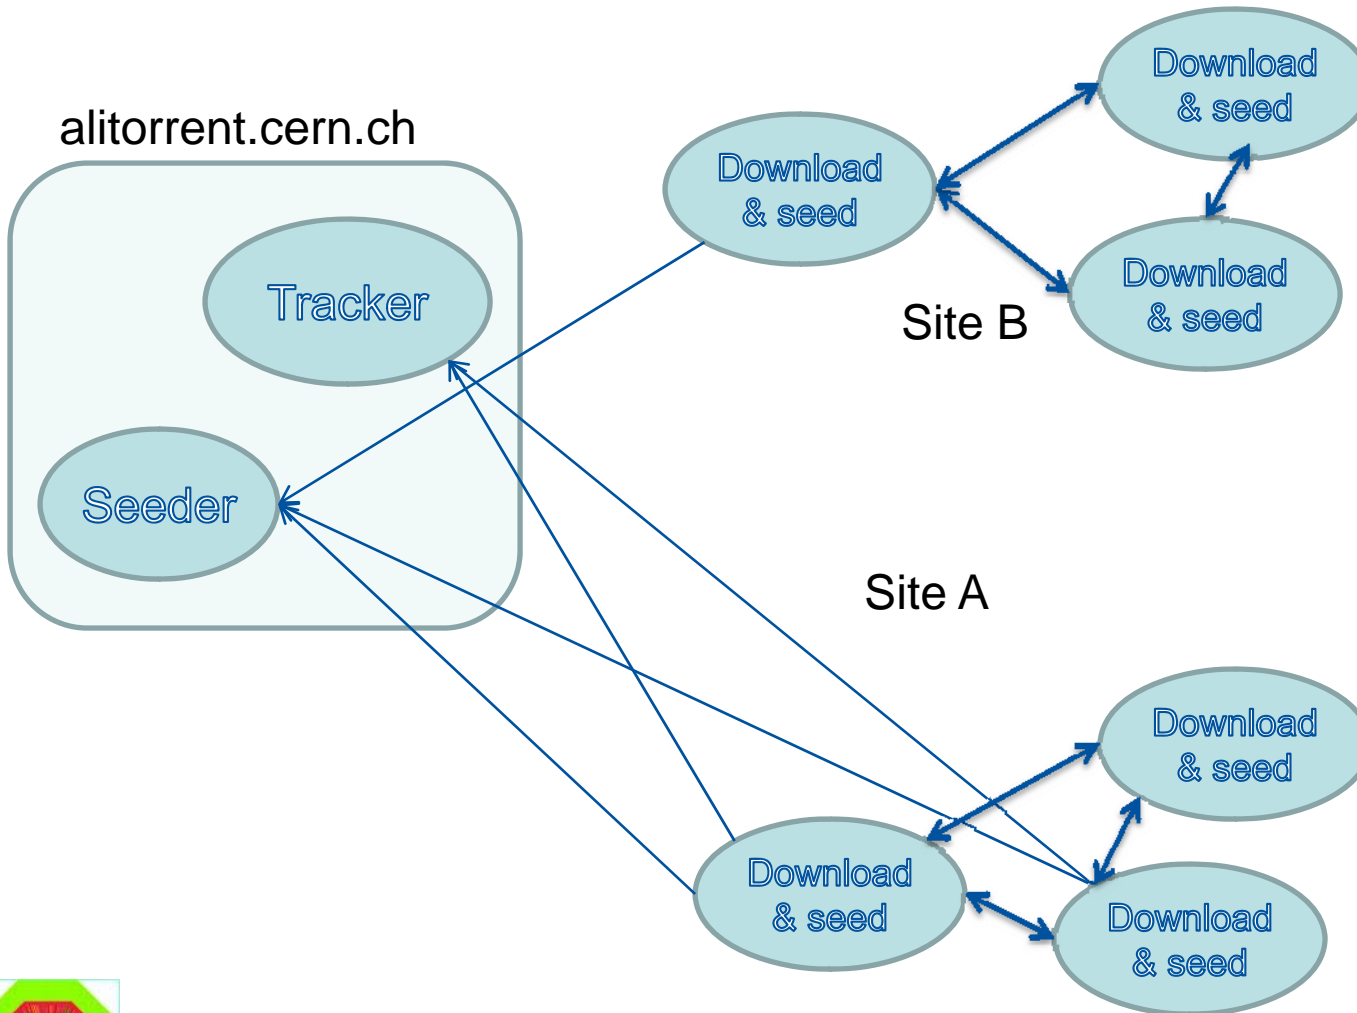 alitorrent.cern.ch
Tracker
Seeder
Download
& seed
Download
& seed
Download
& seed
Site B
Site A
Download
& seed
Download
& seed
Download
& seed